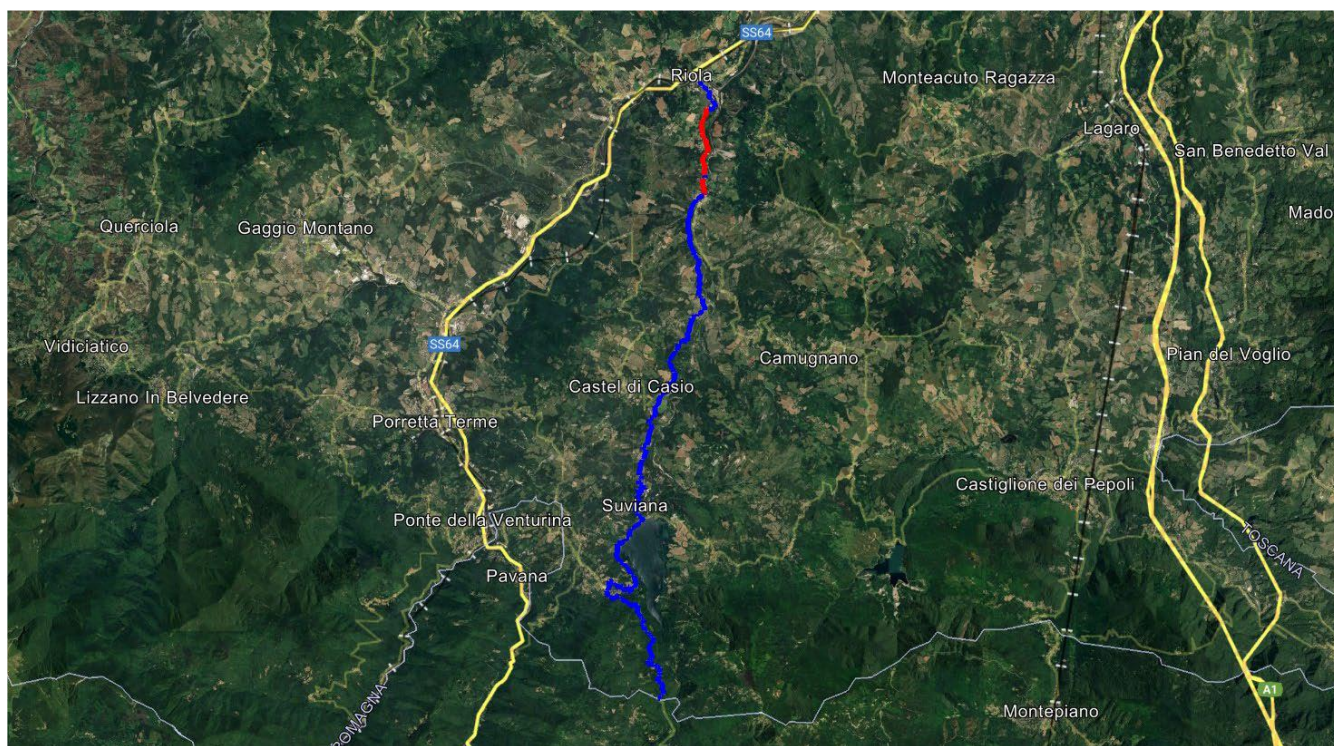 SS64
Riola
Monteacuto Ragazza
Lagaro
San Benedetto Val
Querciola
Gaggio Montano
Mado
Vidiciatico
SS64
Camugnano
Pian del Voglio
Lizzano In Belvedere
Castel di Casio
Porretta Terme
Castiglione dei Pepoli
Suviana
Ponte della Venturina
TOSCANA
Pavana
A1
ROMAGNA
Montepiano